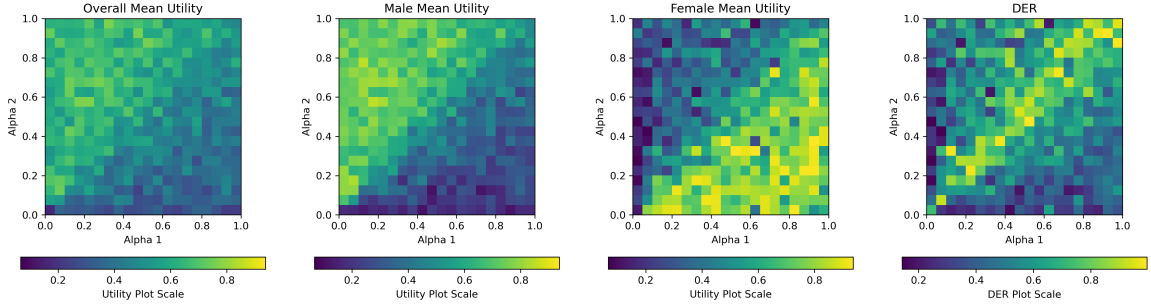 Overall Mean Utility
1.0
0.8
0.6
0.4
0.2
0.0
Alpha 2
0.0 0.2 0.4 0.6 0.8 1.0
Alpha 1
0.2 0.4 0.6 0.8
Utility Plot Scale
Male Mean Utility
1.0
0.8
0.6
0.4
0.2
0.0
Alpha 2
0.0 0.2 0.4 0.6 0.8 1.0
Alpha 1
0.2 0.4 0.6 0.8
Utility Plot Scale
Female Mean Utility
1.0
0.8
0.6
0.4
0.2
0.0
Alpha 2
0.0 0.2 0.4 0.6 0.8 1.0
Alpha 1
0.2 0.4 0.6 0.8
Utility Plot Scale
DER
1.0
0.8
0.6
0.4
0.2
0.0
Alpha 2
0.0 0.2 0.4 0.6 0.8 1.0
Alpha 1
0.2 0.4 0.6 0.8
DER Plot Scale